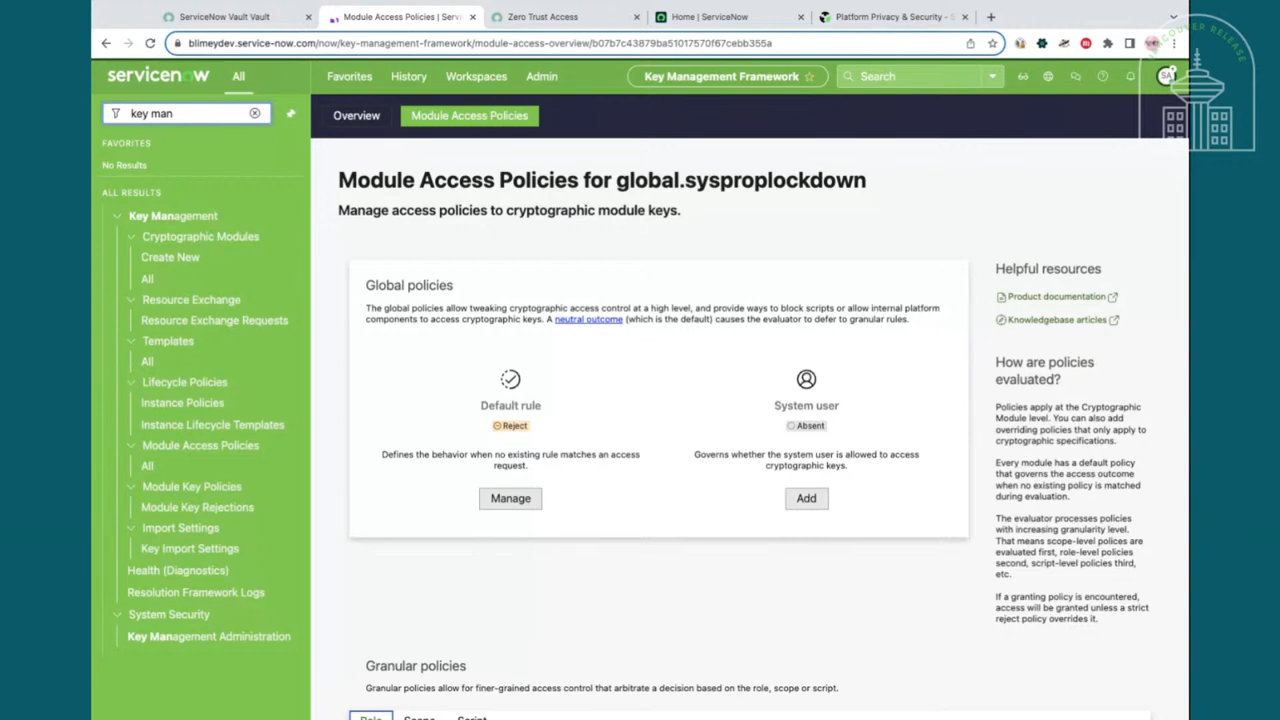 ServiceNow Vault Vault
Module Access Policies | Serv
Zero Trust Access
Home | ServiceNow
Platform Privacy & Security - S
blimeydev.service-now.com/now/key-management-framework/module-access-overview/b07b7c43879ba51017570f67cebb355a
VANCOUVER RELEASE
servicenow
All
Favorites
History
Workspaces
Admin
Key Management Framework
Search
SA
key man
Overview
Module Access Policies
FAVORITES
No Results
ALL RESULTS
Key Management
Cryptographic Modules
Create New
All
Resource Exchange
Resource Exchange Requests
Templates
All
Lifecycle Policies
Instance Policies
Instance Lifecycle Templates
Module Access Policies
All
Module Key Policies
Module Key Rejections
Import Settings
Key Import Settings
Health (Diagnostics)
Resolution Framework Logs
System Security
Key Management Administration
Module Access Policies for global.sysproplockdown
Manage access policies to cryptographic module keys.
Global policies
The global policies allow tweaking cryptographic access control at a high level, and provide ways to block scripts or allow internal platform
components to access cryptographic keys. A neutral outcome (which is the default) causes the evaluator to defer to granular rules.
Default rule
Reject
Defines the behavior when no existing rule matches an access
request.
Manage
System user
Absent
Governs whether the system user is allowed to access
cryptographic keys.
Add
Helpful resources
Product documentation
Knowledgebase articles
How are policies
evaluated?
Policies apply at the Cryptographic
Module level. You can also add
overriding policies that only apply to
cryptographic specifications.
Every module has a default policy
that governs the access outcome
when no existing policy is matched
during evaluation.
The evaluator processes policies
with increasing granularity level.
That means scope-level polices are
evaluated first, role-level policies
second, script-level policies third,
etc.
If a granting policy is encountered,
access will be granted unless a strict
reject policy overrides it.
Granular policies
Granular policies allow for finer-grained access control that arbitrate a decision based on the role, scope or script.
Role
Scope
Script